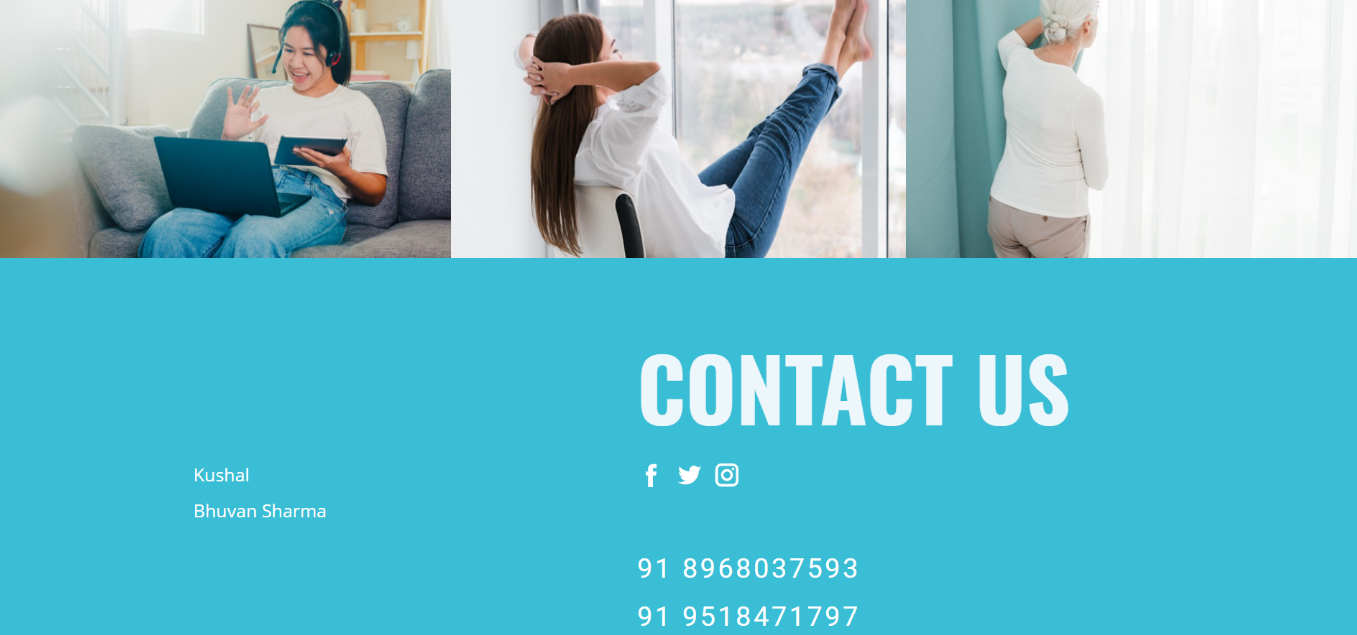 CONTACT US
Kushal
Bhuvan Sharma
91 8968037593
91 9518471797